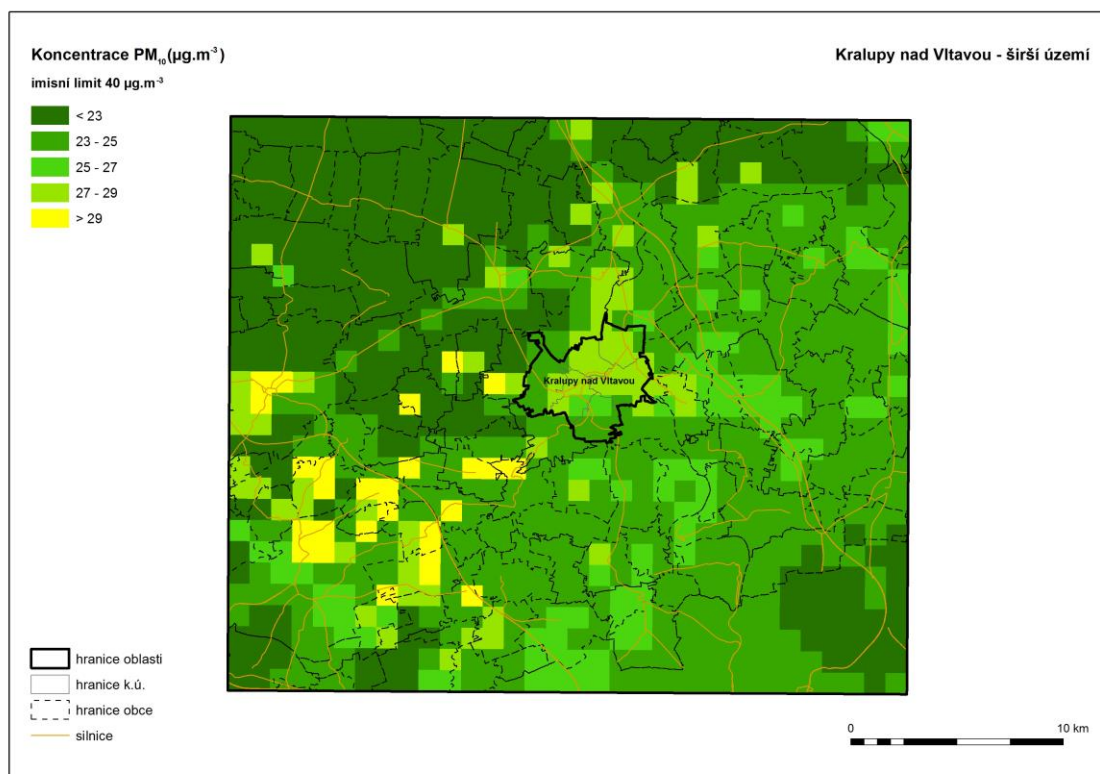 Koncentrace PM₁₀(µg.m⁻³)
imisní limit 40 µg.m⁻³
< 23
23 - 25
25 - 27
27 - 29
> 29
Kralupy nad Vltavou - širší území
Kralupy nad Vltavou
hranice oblasti
hranice k.ú.
hranice obce
silnice
0 10 km